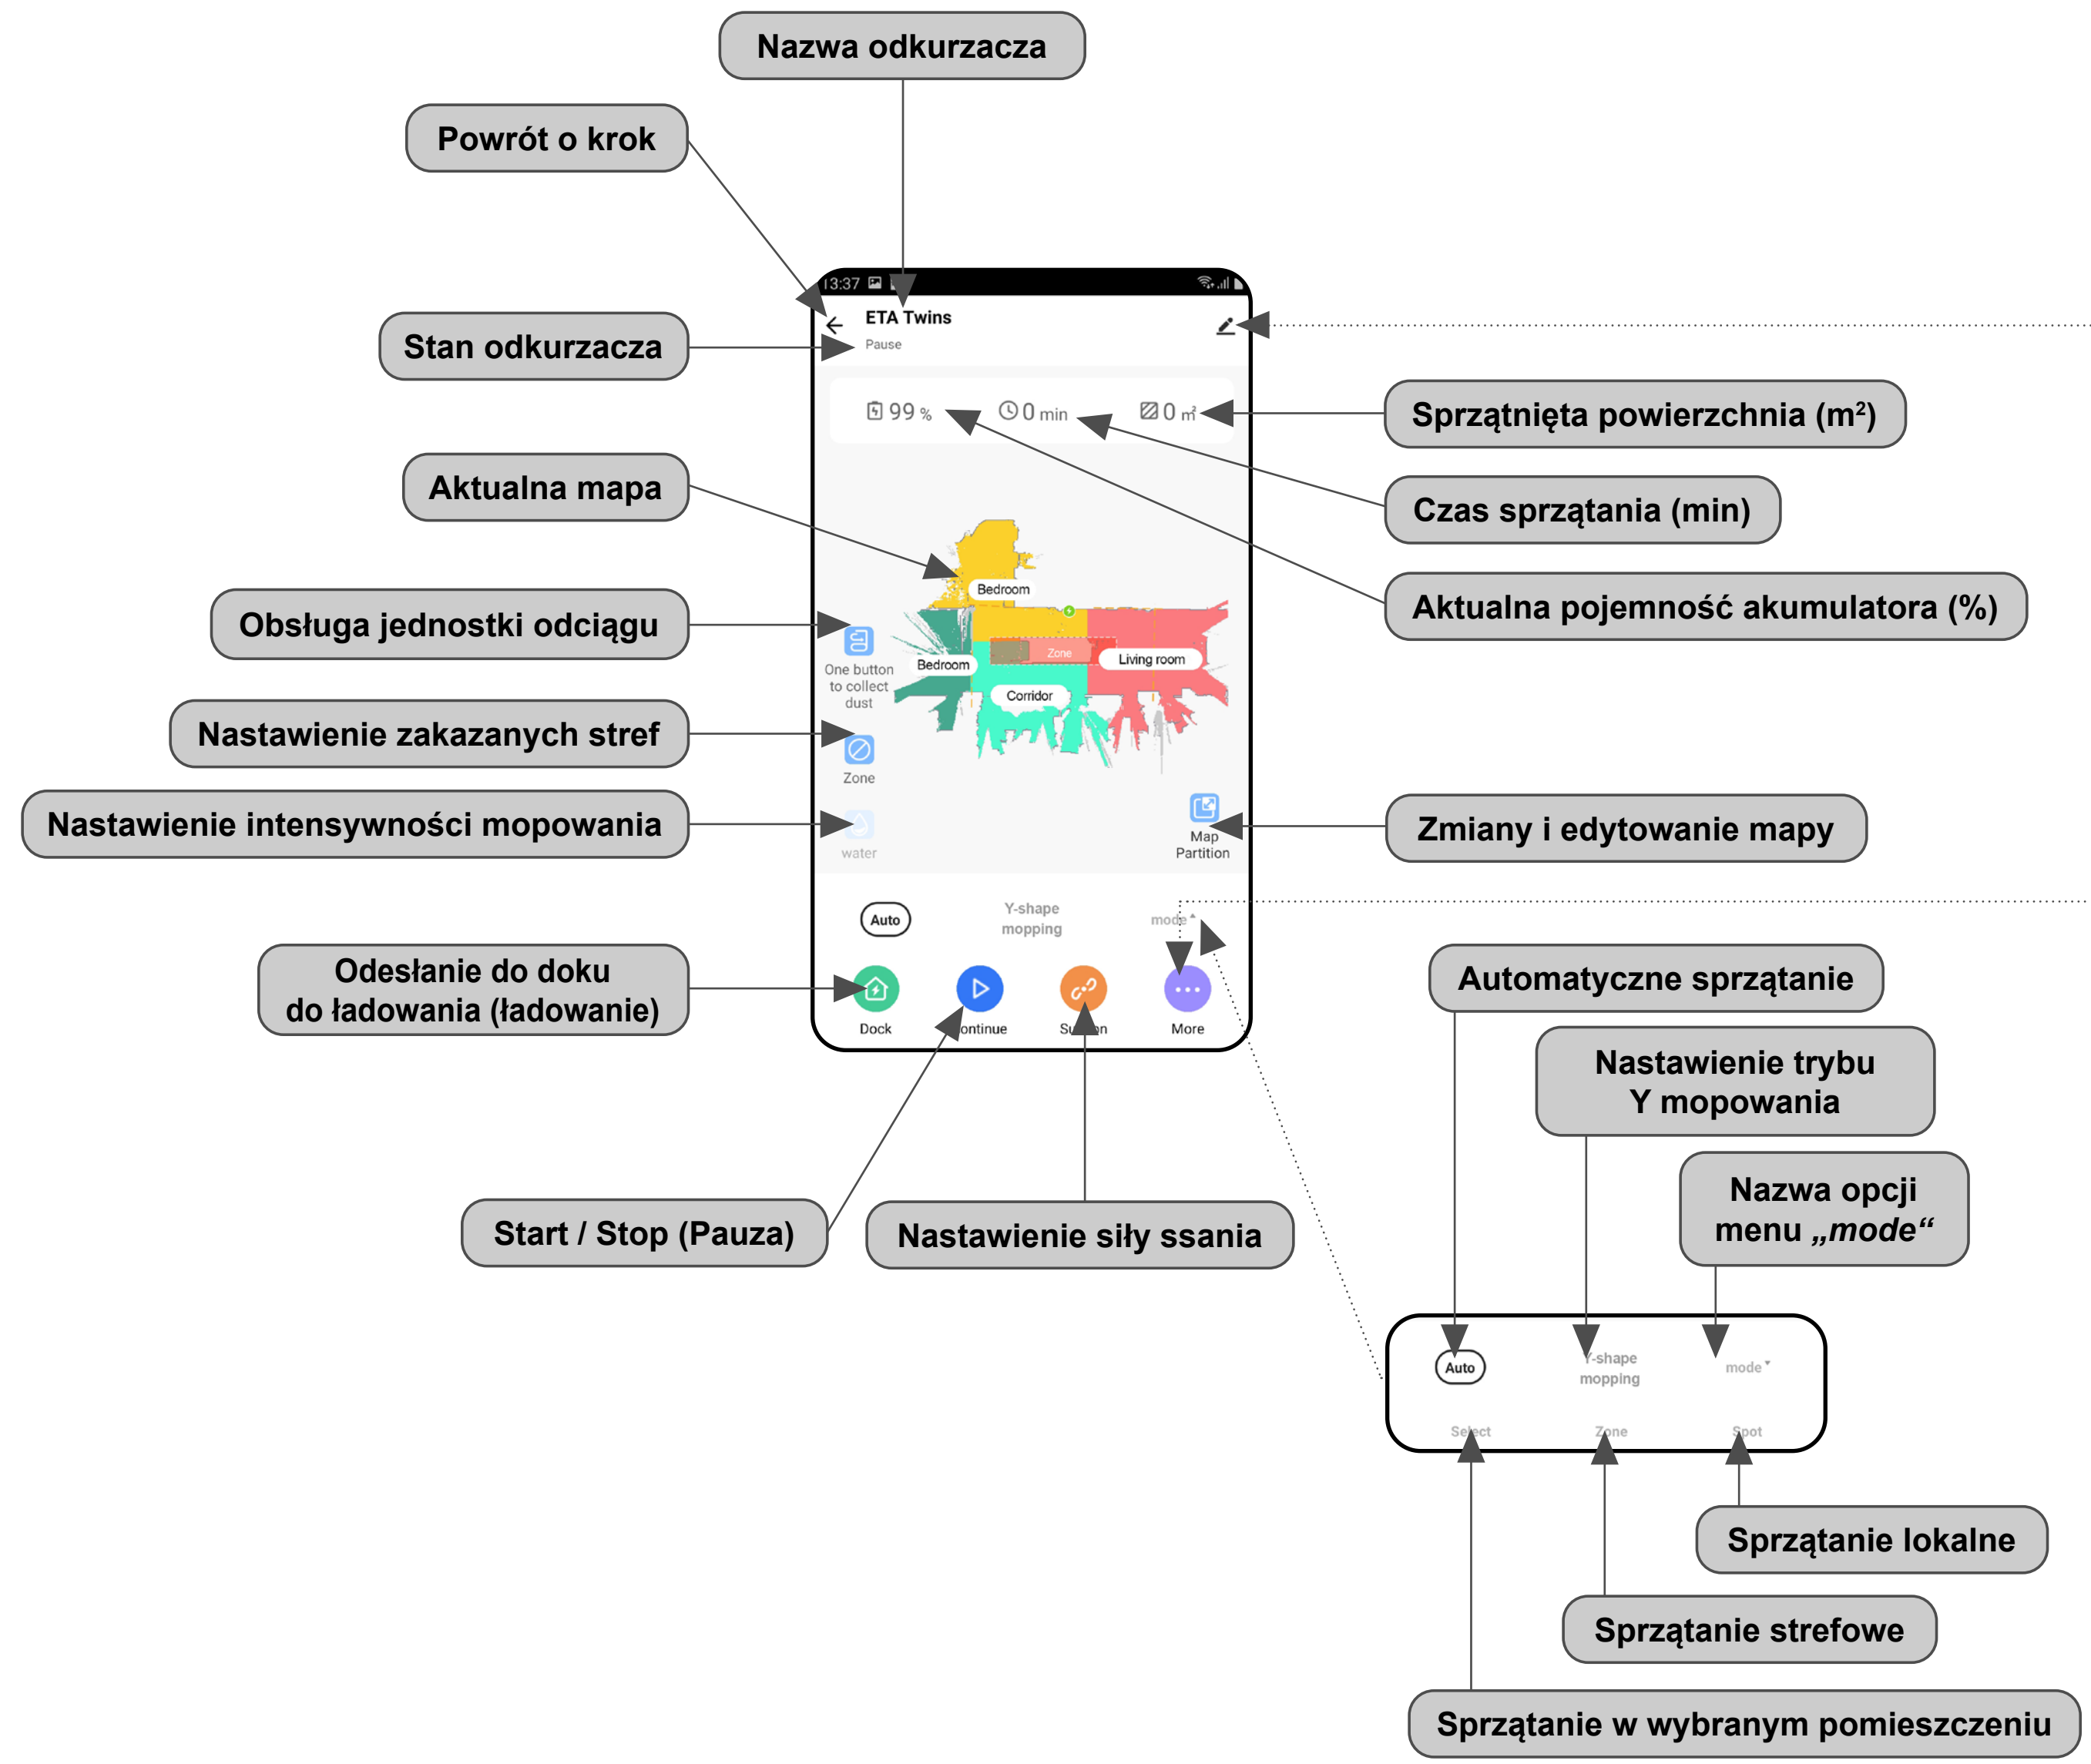 Nazwa odkurzacza
Powrót o krok
Stan odkurzacza
Aktualna mapa
Obsługa jednostki odciągu
Nastawienie zakazanych stref
Nastawienie intensywności mopowania
Odesłanie do doku
do ładowania (ładowanie)
Start / Stop (Pauza)
Nastawienie siły ssania
13:37
ETA Twins
Pause
99 %
0 min
0 m²
Bedroom
Bedroom
Zone
Living room
Corridor
One button
to collect
dust
Zone
water
Map
Partition
Auto
Y-shape
mopping
mode
Dock
More
Sprzątnięta powierzchnia (m²)
Czas sprzątania (min)
Aktualna pojemność akumulatora (%)
Zmiany i edytowanie mapy
Automatyczne sprzątanie
Nastawienie trybu
Y mopowania
Nazwa opcji
menu „mode“
Auto
Y-shape
mopping
mode
Select
Zone
Spot
Sprzątanie lokalne
Sprzątanie strefowe
Sprzątanie w wybranym pomieszczeniu